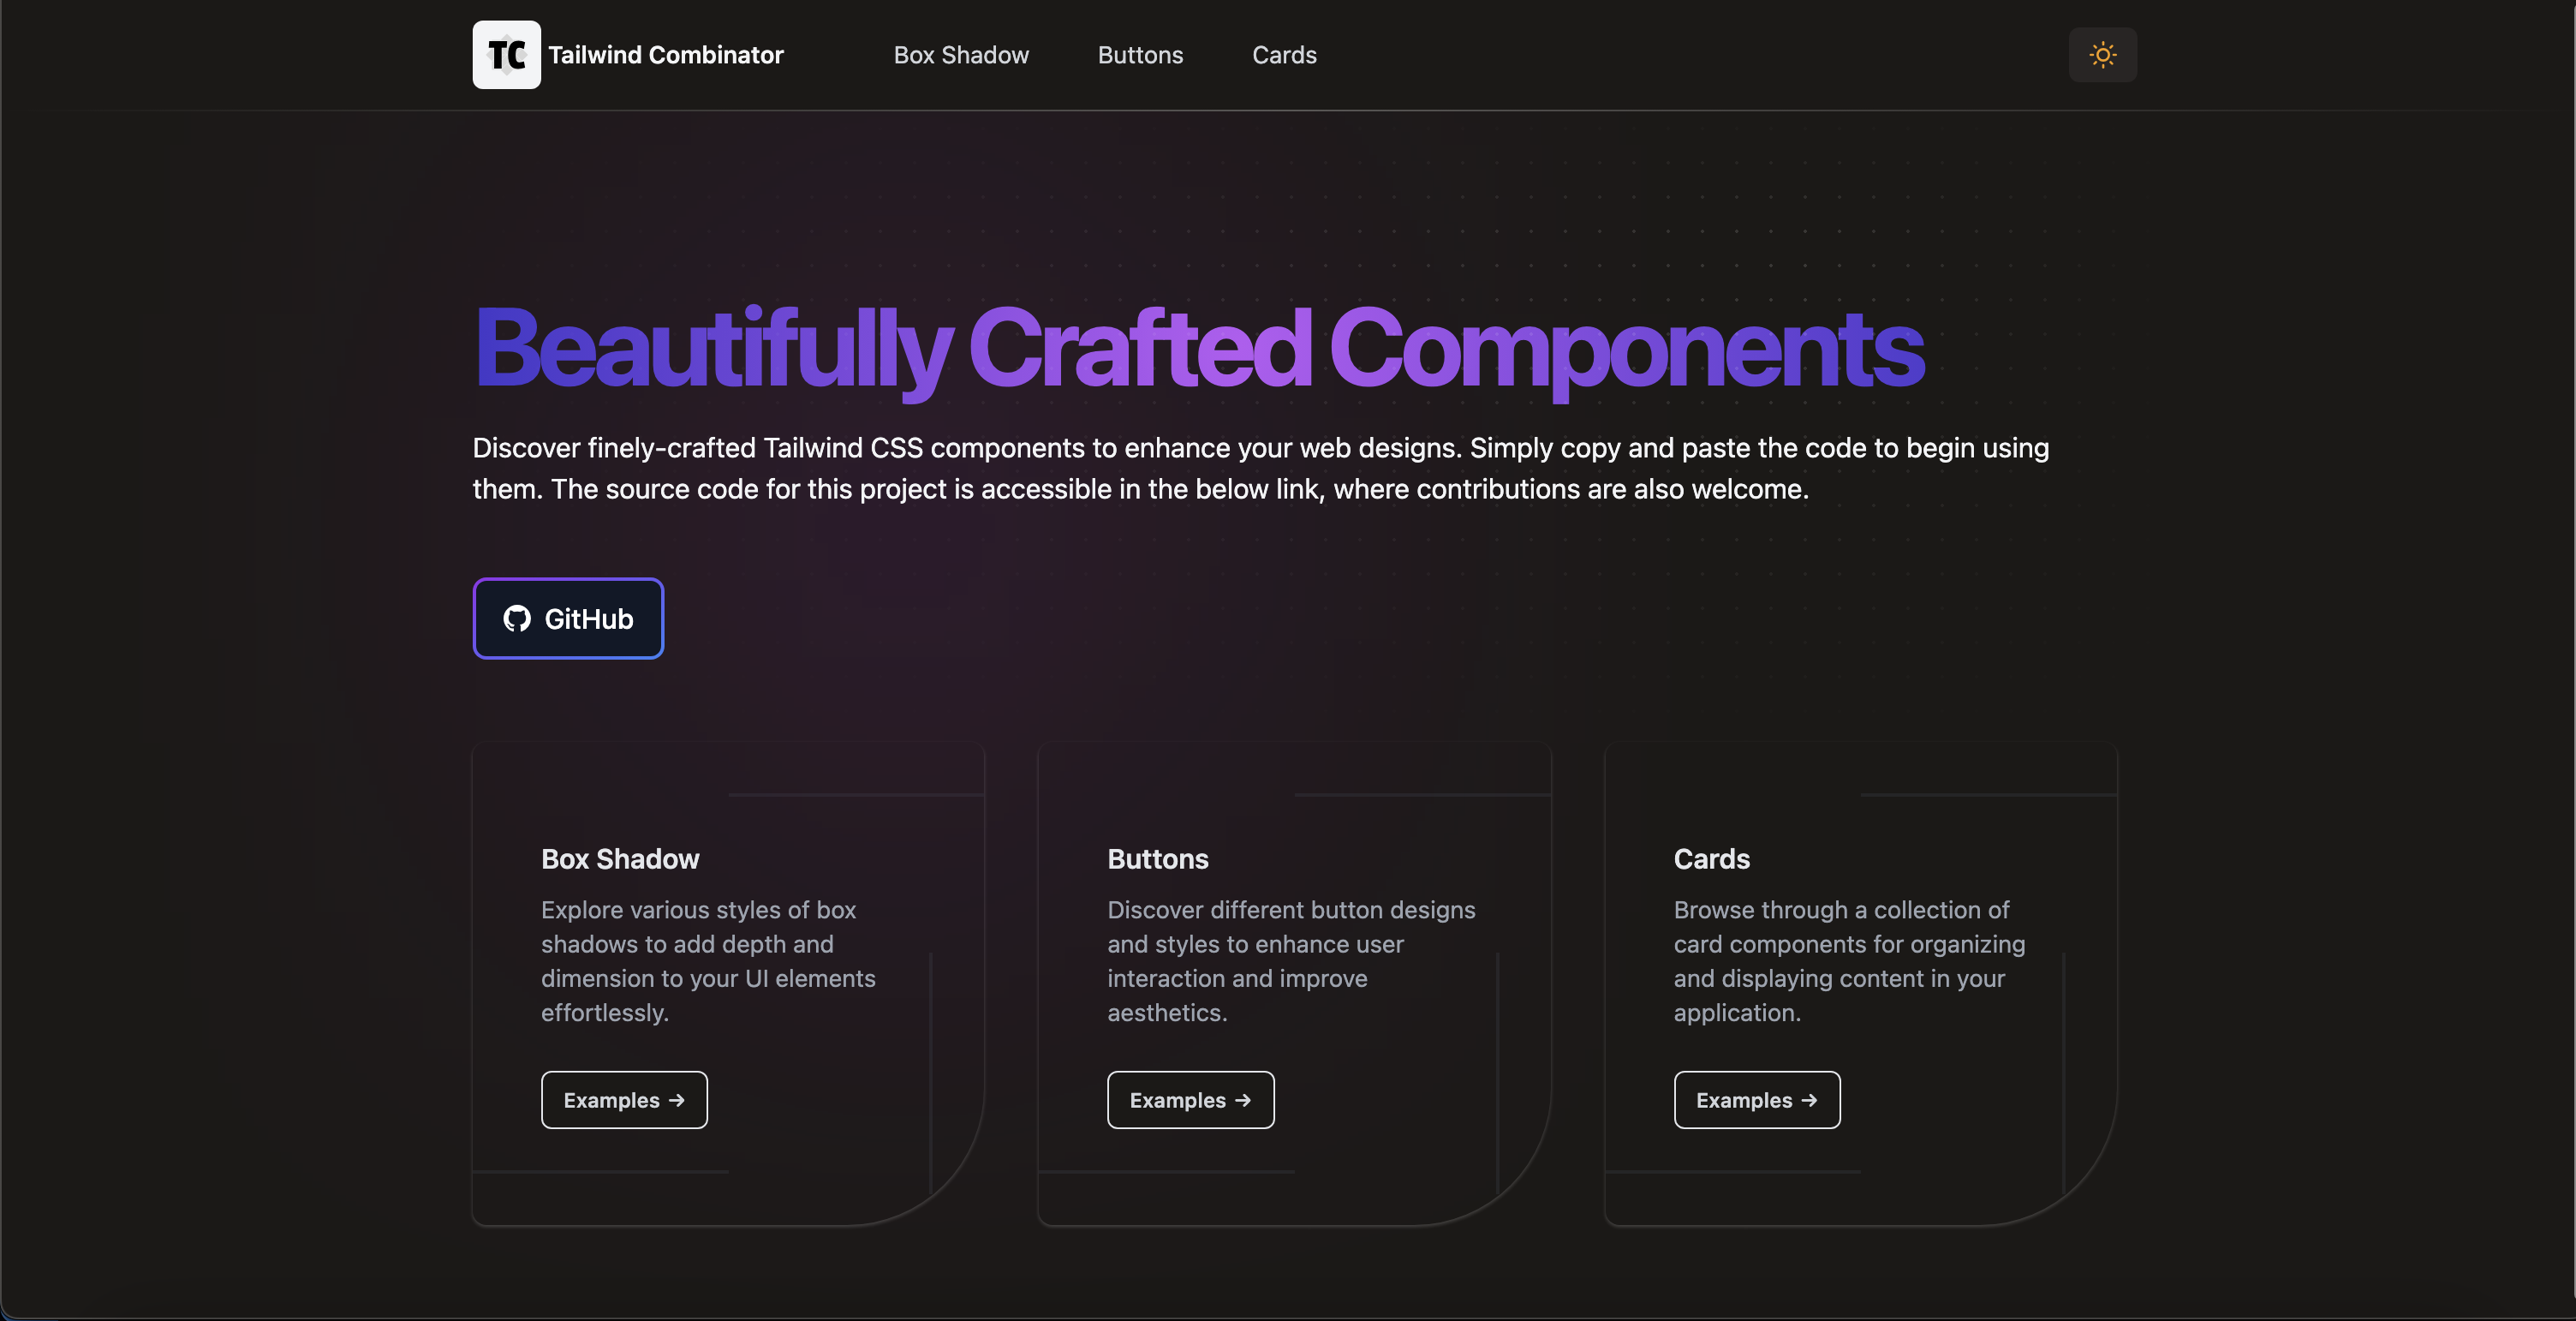 TC Tailwind Combinator Box Shadow Buttons Cards
Beautifully Crafted Components
Discover finely-crafted Tailwind CSS components to enhance your web designs. Simply copy and paste the code to begin using
them. The source code for this project is accessible in the below link, where contributions are also welcome.
GitHub
Box Shadow
Explore various styles of box
shadows to add depth and
dimension to your UI elements
effortlessly.
Examples →
Buttons
Discover different button designs
and styles to enhance user
interaction and improve
aesthetics.
Examples →
Cards
Browse through a collection of
card components for organizing
and displaying content in your
application.
Examples →